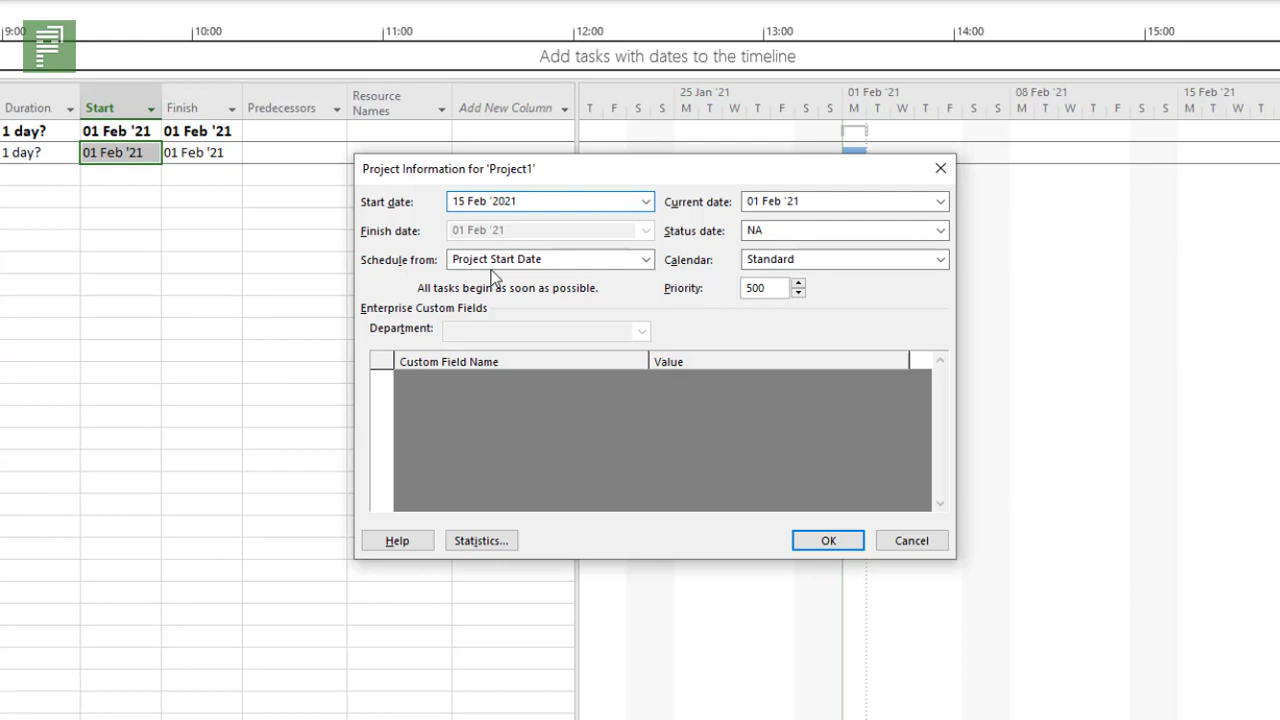 9:00 10:00 11:00 12:00 13:00 14:00 15:00
Add tasks with dates to the timeline
Duration Start Finish Predecessors Resource Names Add New Column
25 Jan '21 01 Feb '21 08 Feb '21 15 Feb '21
T F S S M T W T F S S M T W T F S S M T W T F S S M T W T
1 day? 01 Feb '21 01 Feb '21
1 day? 01 Feb '21 01 Feb '21
Project Information for 'Project1'
Start date: 15 Feb '2021 Current date: 01 Feb '21
Finish date: 01 Feb '21 Status date: NA
Schedule from: Project Start Date Calendar: Standard
All tasks begin as soon as possible. Priority: 500
Enterprise Custom Fields
Department:
Custom Field Name Value
Help Statistics... OK Cancel